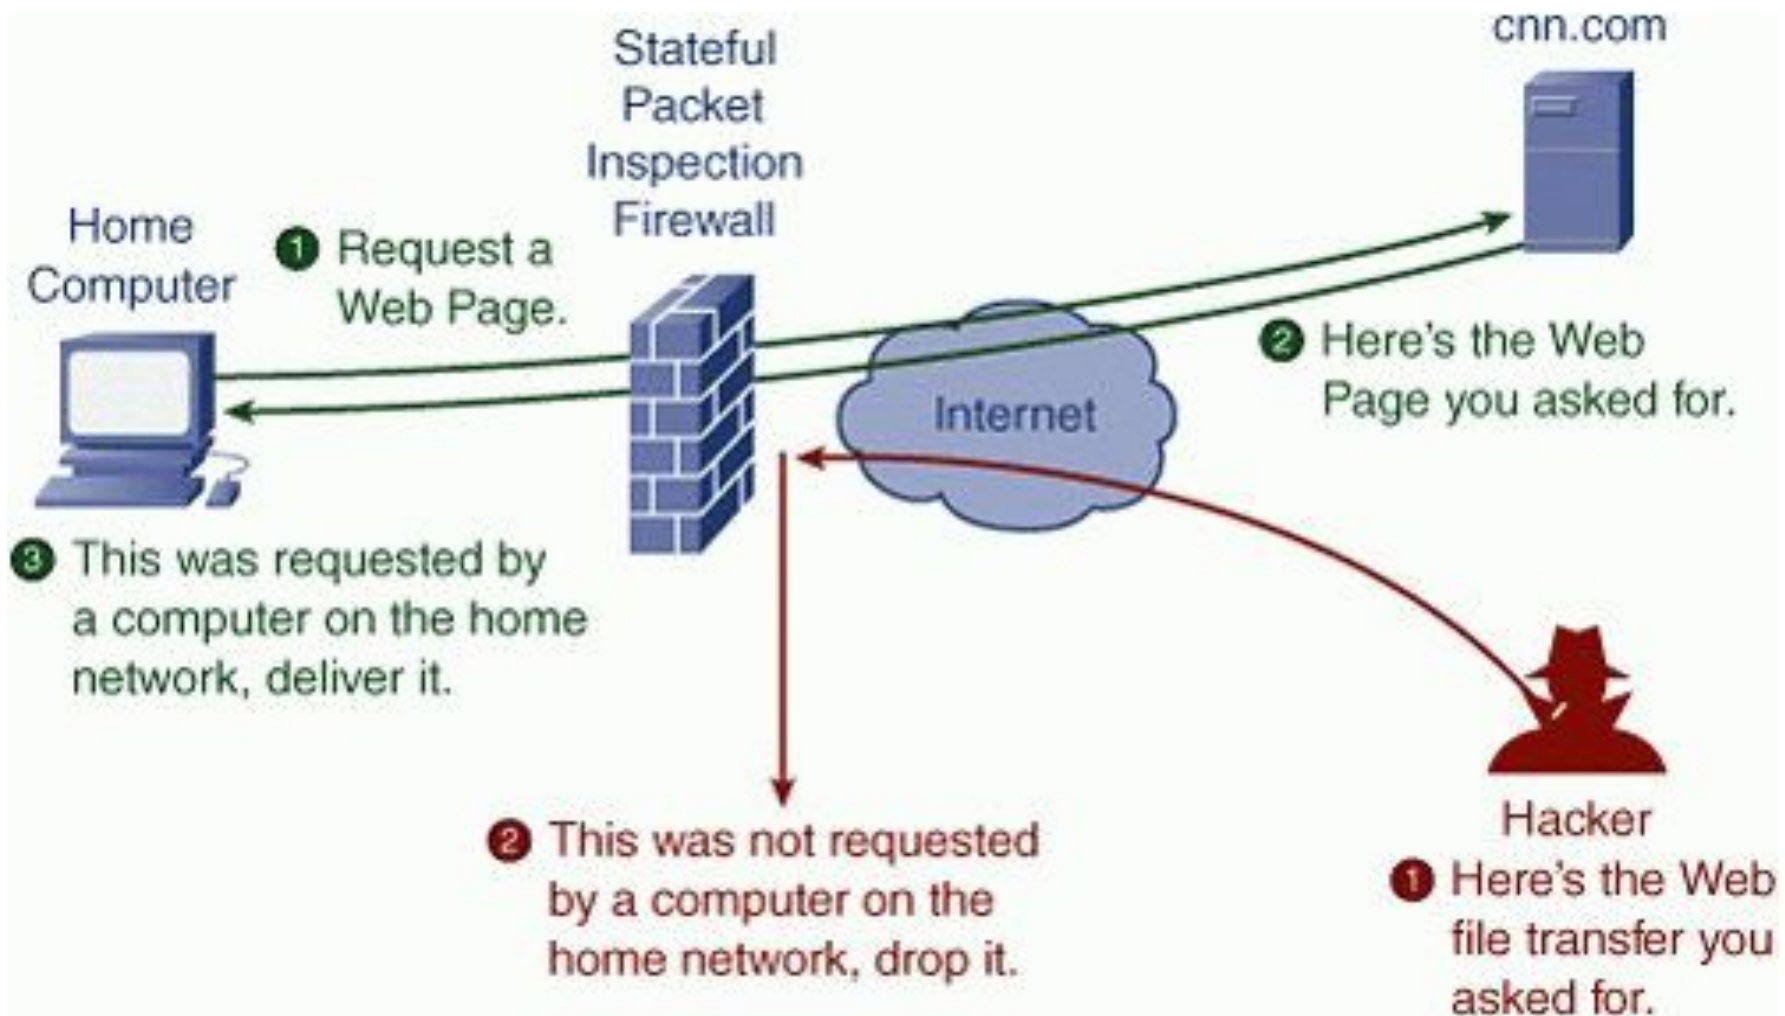 cnn.com
Stateful
Packet
Inspection
Firewall
Home
Computer
1 Request a
Web Page.
2 Here's the Web
Page you asked for.
Internet
3 This was requested by
a computer on the home
network, deliver it.
Hacker
1 Here's the Web
file transfer you
asked for.
2 This was not requested
by a computer on the
home network, drop it.